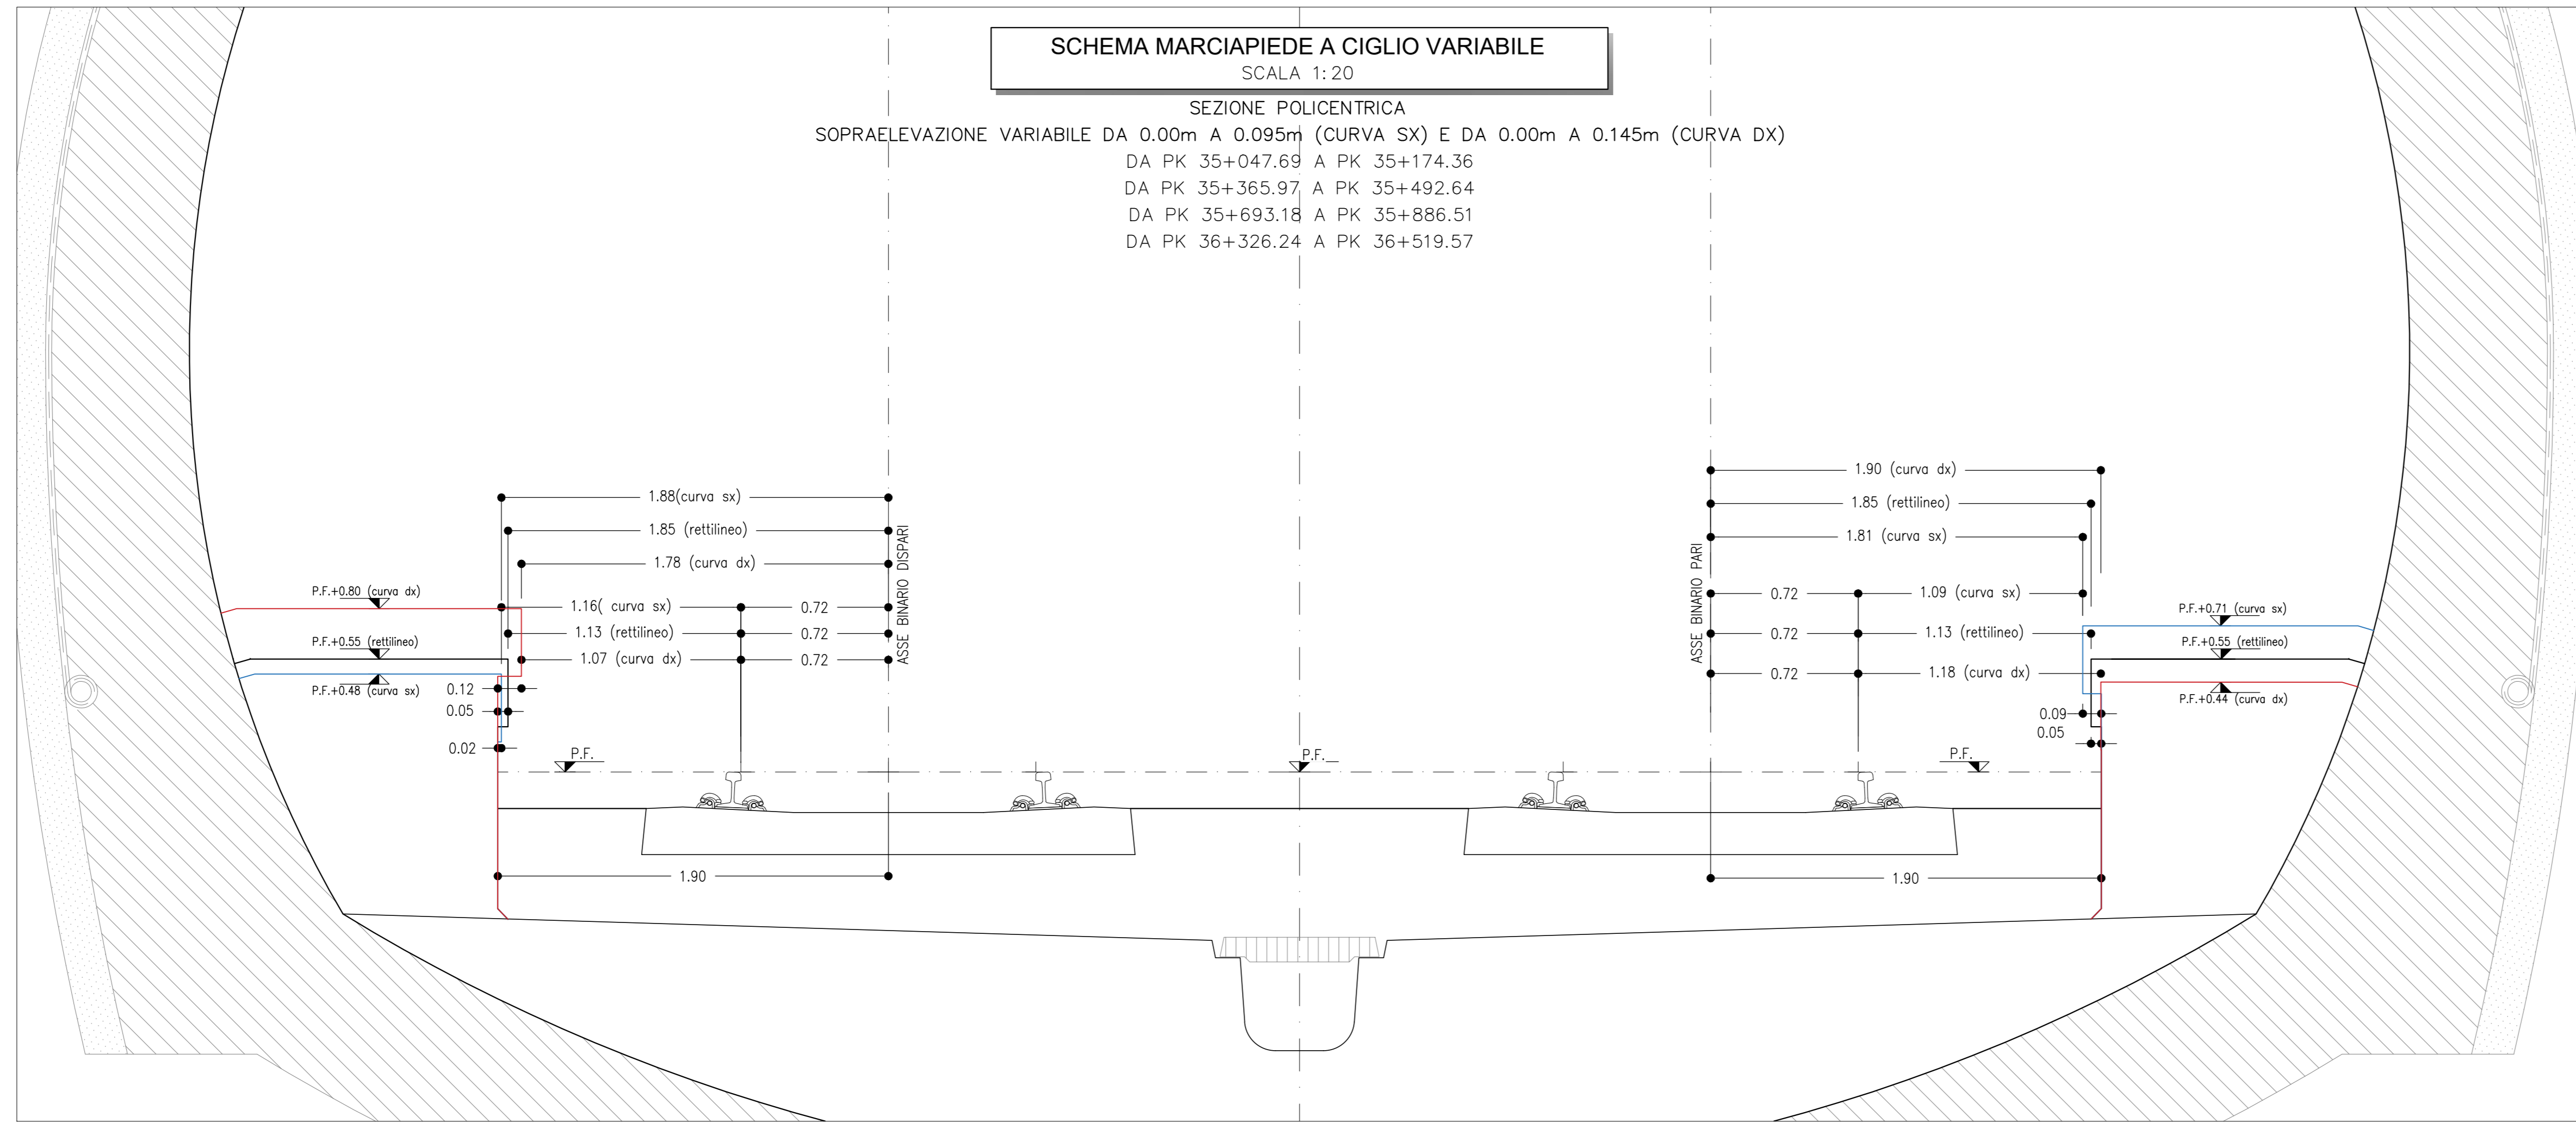 SCHEMA MARCIAPIEDE A CIGLIO VARIABILE
SCALA 1:20
SEZIONE POLICENTRICA
SOPRAELEVAZIONE VARIABILE DA 0.00m A 0.095m (CURVA SX) E DA 0.00m A 0.145m (CURVA DX)
DA PK 35+047.69 A PK 35+174.36
DA PK 35+365.97 A PK 35+492.64
DA PK 35+693.18 A PK 35+886.51
DA PK 36+326.24 A PK 36+519.57
1.88(curva sx)
1.85 (rettilineo)
1.78 (curva dx)
1.16( curva sx)
0.72
1.13 (rettilineo)
0.72
1.07 (curva dx)
0.72
ASSE BINARIO DISPARI
P.F.+0.80 (curva dx)
P.F.+0.55 (rettilineo)
P.F.+0.48 (curva sx)
0.12
0.05
0.02
P.F.
P.F.
P.F.
1.90
1.90 (curva dx)
1.85 (rettilineo)
1.81 (curva sx)
0.72
1.09 (curva sx)
0.72
1.13 (rettilineo)
0.72
1.18 (curva dx)
ASSE BINARIO PARI
P.F.+0.71 (curva sx)
P.F.+0.55 (rettilineo)
P.F.+0.44 (curva dx)
0.09
0.05
1.90